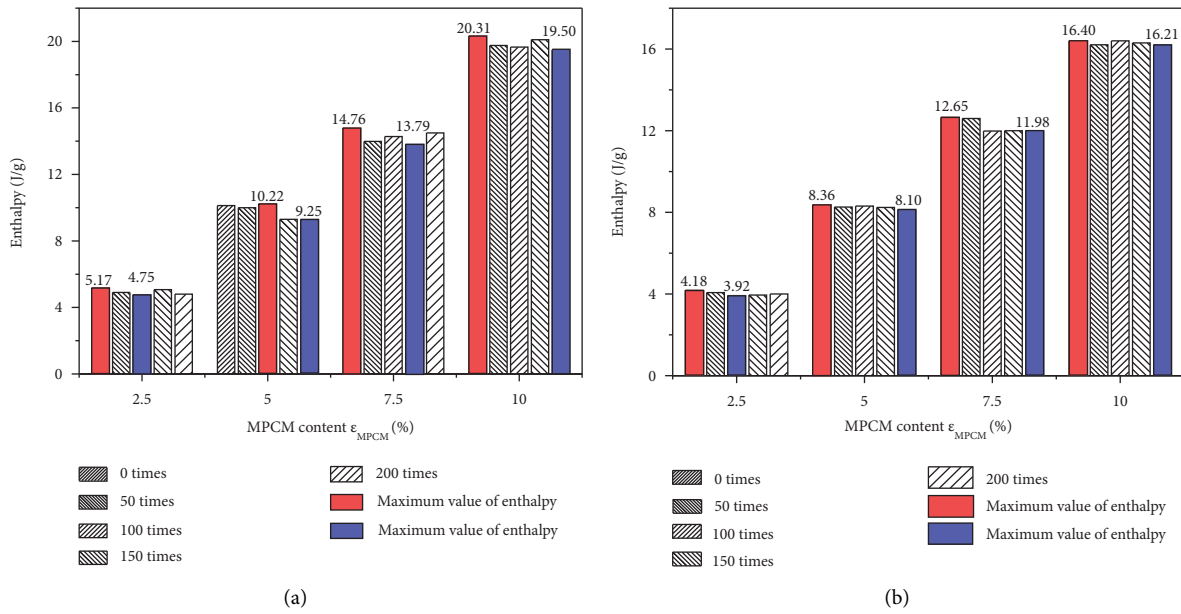 20
16
12
8
4
0
Enthalpy (J/g)
5.17
4.75
10.22
9.25
14.76
13.79
20.31
19.50
2.5
5
7.5
10
MPCM content ε_MPCM (%)
0 times
50 times
100 times
150 times
200 times
Maximum value of enthalpy
Maximum value of enthalpy
(a)
16
12
8
4
0
Enthalpy (J/g)
4.18
3.92
8.36
8.10
12.65
11.98
16.40
16.21
2.5
5
7.5
10
MPCM content ε_MPCM (%)
0 times
50 times
100 times
150 times
200 times
Maximum value of enthalpy
Maximum value of enthalpy
(b)